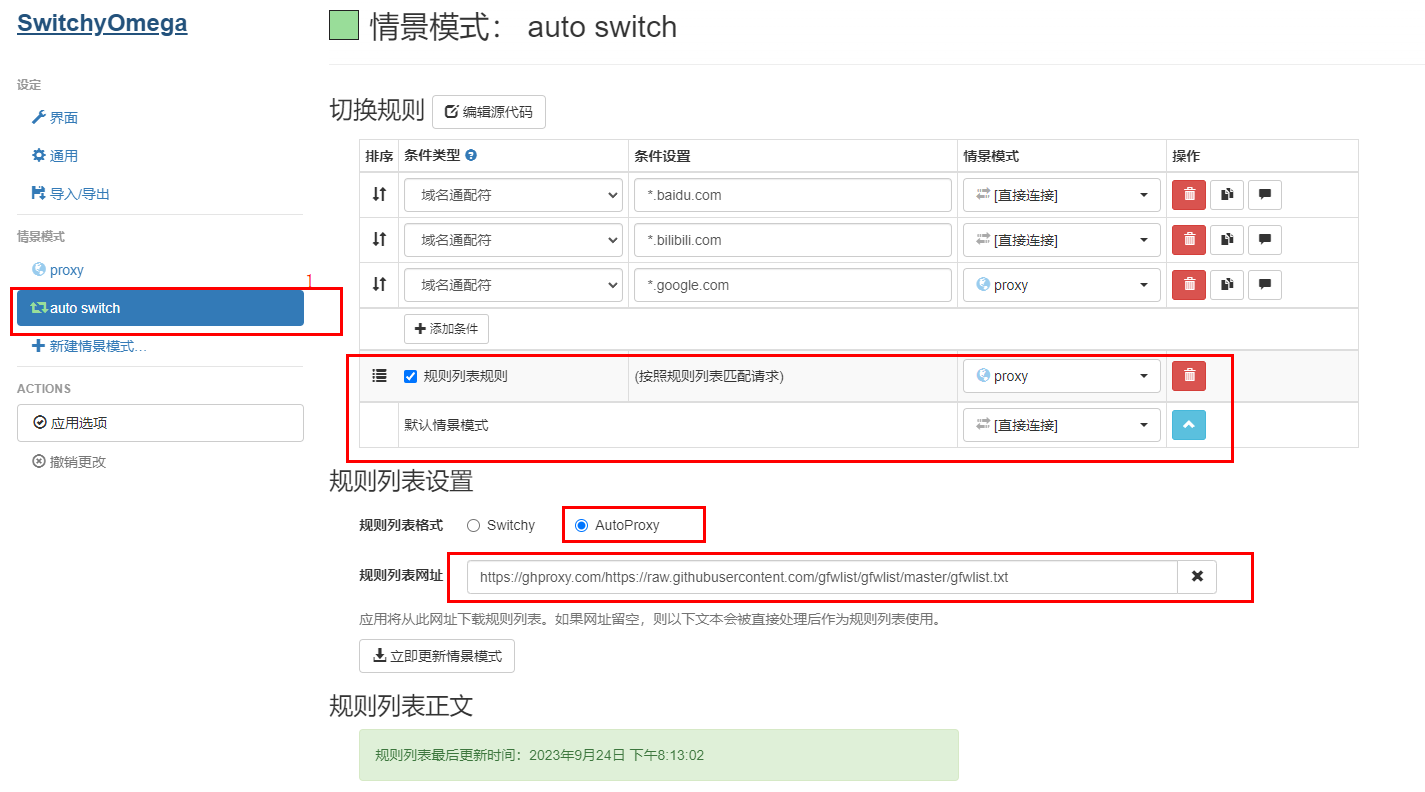 SwitchyOmega
设定
界面
通用
导入/导出
情景模式
proxy
1
auto switch
新建情景模式...
ACTIONS
应用选项
撤销更改
情景模式: auto switch
切换规则 编辑源代码
排序 条件类型 条件设置 情景模式 操作
域名通配符 *.baidu.com [直接连接]
域名通配符 *.bilibili.com [直接连接]
域名通配符 *.google.com proxy
添加条件
规则列表规则 (按照规则列表匹配请求) proxy
默认情景模式 [直接连接]
规则列表设置
规则列表格式 Switchy AutoProxy
规则列表网址 https://ghproxy.com/https://raw.githubusercontent.com/gfwlist/gfwlist/master/gfwlist.txt
应用将从此网址下载规则列表。如果网址留空，则以下文本会被直接处理后作为规则列表使用。
立即更新情景模式
规则列表正文
规则列表最后更新时间：2023年9月24日 下午8:13:02